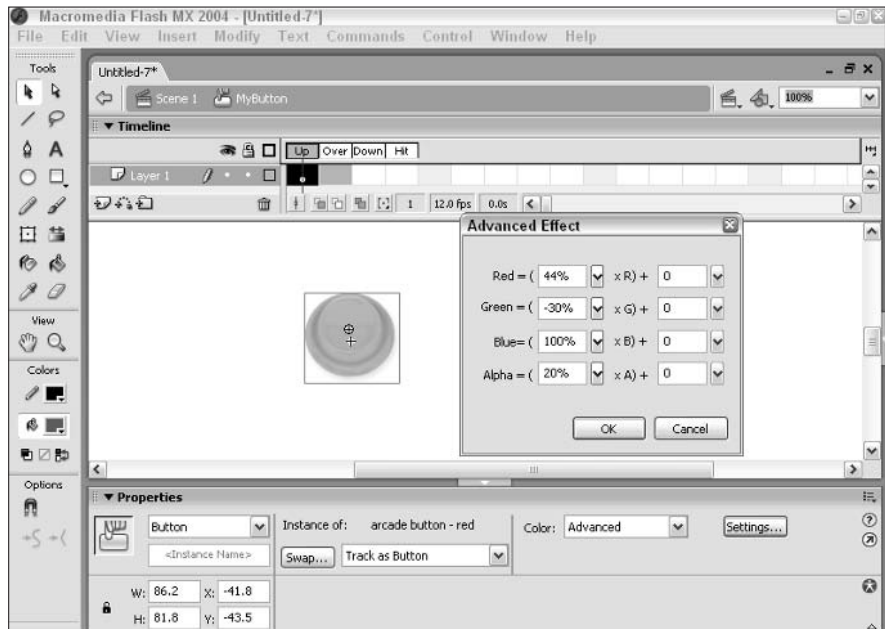 Macromedia Flash MX 2004 - [Untitled-7*]
File Edit View Insert Modify Text Commands Control Window Help
Tools
Untitled-7*
Scene 1 MyButton
100%
Timeline
Up Over Down Hit
Layer 1
1 12.0 fps 0.0s
Advanced Effect
Red = ( 44% x R) + 0
Green = ( -30% x G) + 0
Blue= ( 100% x B) + 0
Alpha = ( 20% x A) + 0
OK Cancel
View
Colors
Options
Properties
Button
<Instance Name>
Instance of: arcade button - red
Swap... Track as Button
Color: Advanced
Settings...
W: 86.2 X: -41.8
H: 81.8 Y: -43.5